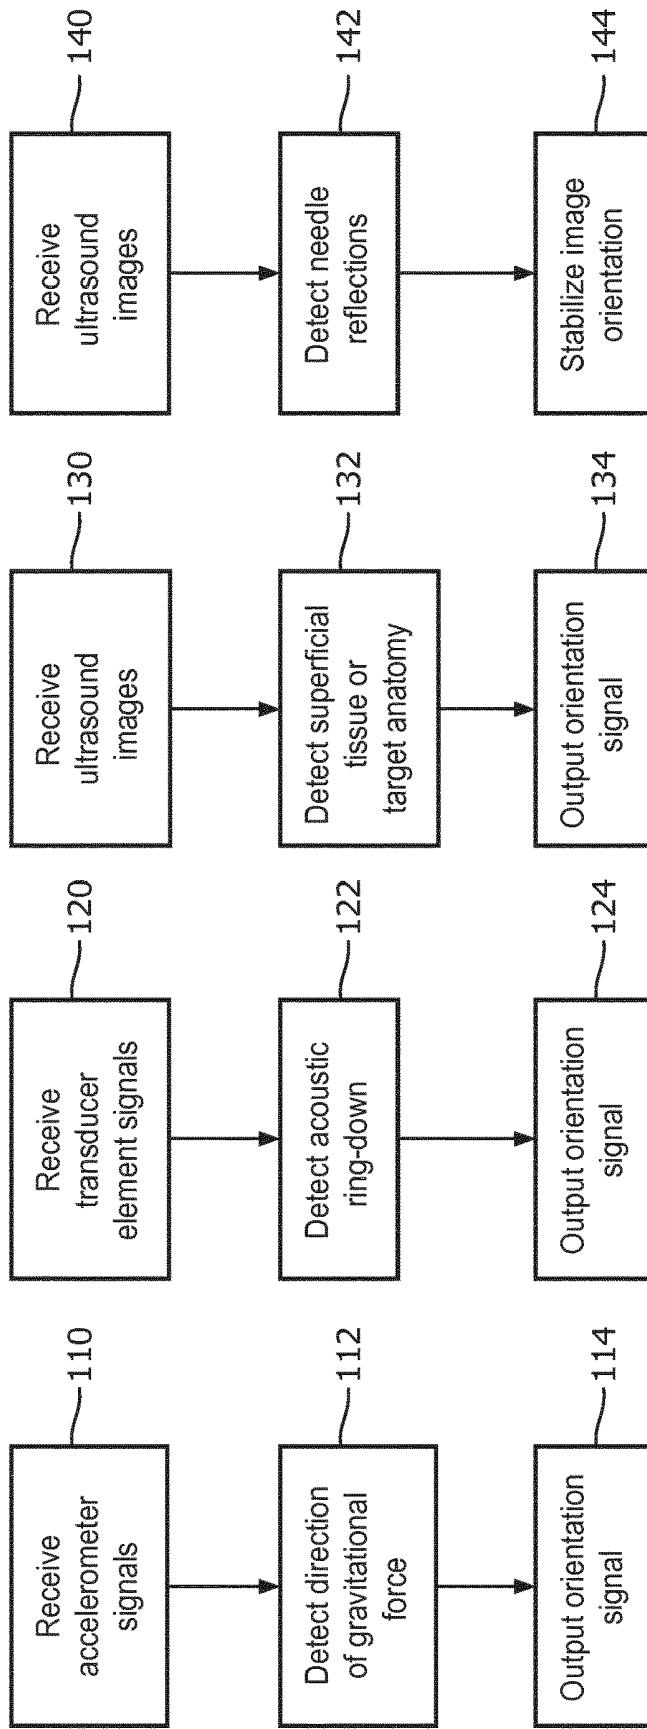 Receive
accelerometer
signals
110
Detect direction
of gravitational
force
112
Output orientation
signal
114
Receive
transducer
element signals
120
Detect acoustic
ring-down
122
Output orientation
signal
124
Receive
ultrasound
images
130
Detect superficial
tissue or
target anatomy
132
Output orientation
signal
134
Receive
ultrasound
images
140
Detect needle
reflections
142
Stabilize image
orientation
144